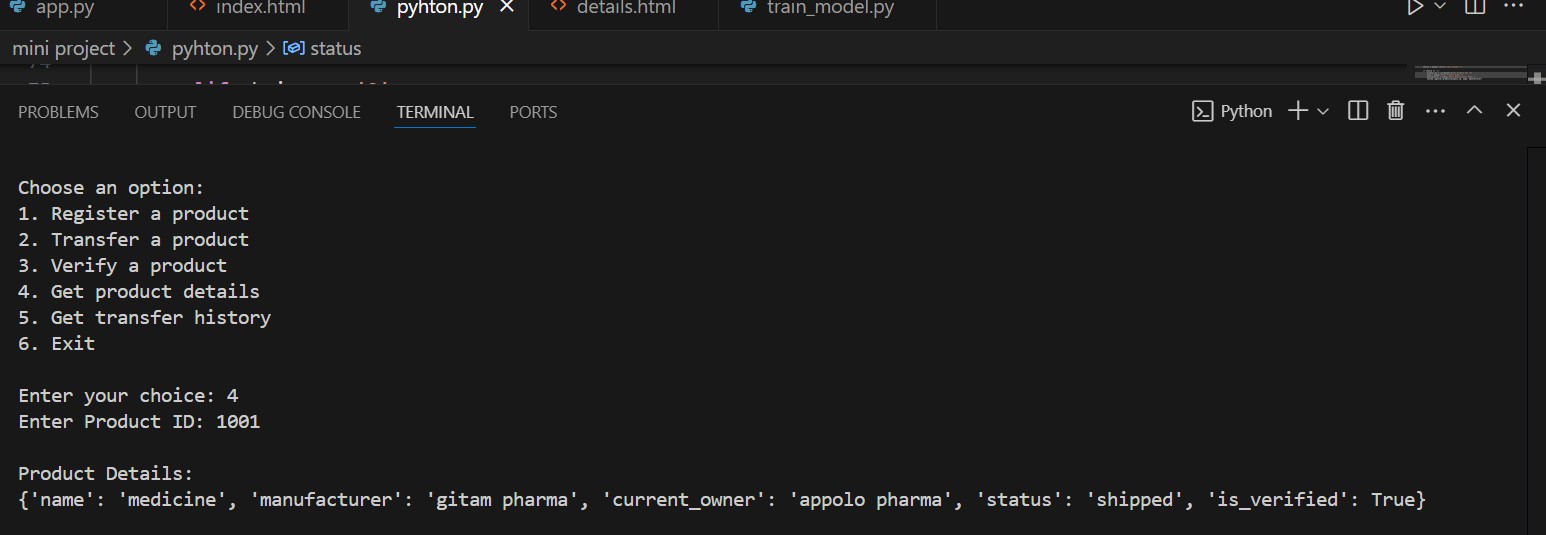 app.py index.html pyhton.py details.html train_model.py
mini project > pyhton.py > status
PROBLEMS OUTPUT DEBUG CONSOLE TERMINAL PORTS Python
Choose an option:
1. Register a product
2. Transfer a product
3. Verify a product
4. Get product details
5. Get transfer history
6. Exit
Enter your choice: 4
Enter Product ID: 1001
Product Details:
{'name': 'medicine', 'manufacturer': 'gitam pharma', 'current_owner': 'appolo pharma', 'status': 'shipped', 'is_verified': True}